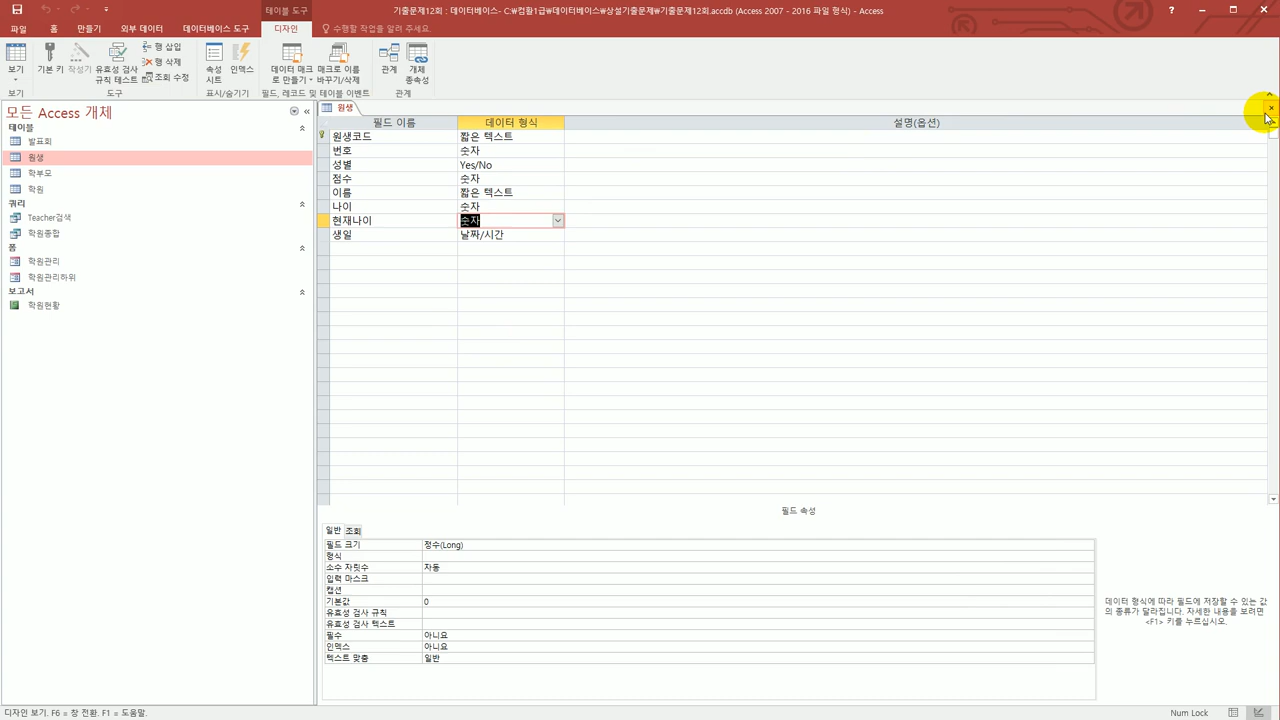 테이블 도구
기출문제12회 : 데이터베이스- C:₩컴활1급₩데이터베이스₩상설기출문제₩기출문제12회.accdb (Access 2007 - 2016 파일 형식) - Access
파일 홈 만들기 외부 데이터 데이터베이스 도구 디자인 수행할 작업을 알려 주세요.
보기
기본 키
작성기
유효성 검사
규칙 테스트
행 삽입
행 삭제
조회 수정
속성
시트
인덱스
데이터 매크
로 만들기
매크로 이름
바꾸기/삭제
관계
개체
종속성
보기 도구 표시/숨기기 필드, 레코드 및 테이블 이벤트 관계
모든 Access 개체
테이블
발표회
원생
학부모
학원
쿼리
Teacher검색
학원종합
폼
학원관리
학원관리하위
보고서
학원현황
원생
필드 이름 데이터 형식 설명(옵션)
원생코드 짧은 텍스트
번호 숫자
성별 Yes/No
점수 숫자
이름 짧은 텍스트
나이 숫자
현재나이 숫자
생일 날짜/시간
필드 속성
일반 조회
필드 크기 정수(Long)
형식
소수 자릿수 자동
입력 마스크
캡션
기본값 0
유효성 검사 규칙
유효성 검사 텍스트
필수 아니요
인덱스 아니요
텍스트 맞춤 일반
데이터 형식에 따라 필드에 저장할 수 있는 값
의 종류가 달라집니다. 자세한 내용을 보려면
<F1> 키를 누르십시오.
디자인 보기. F6 = 창 전환. F1 = 도움말.
Num Lock